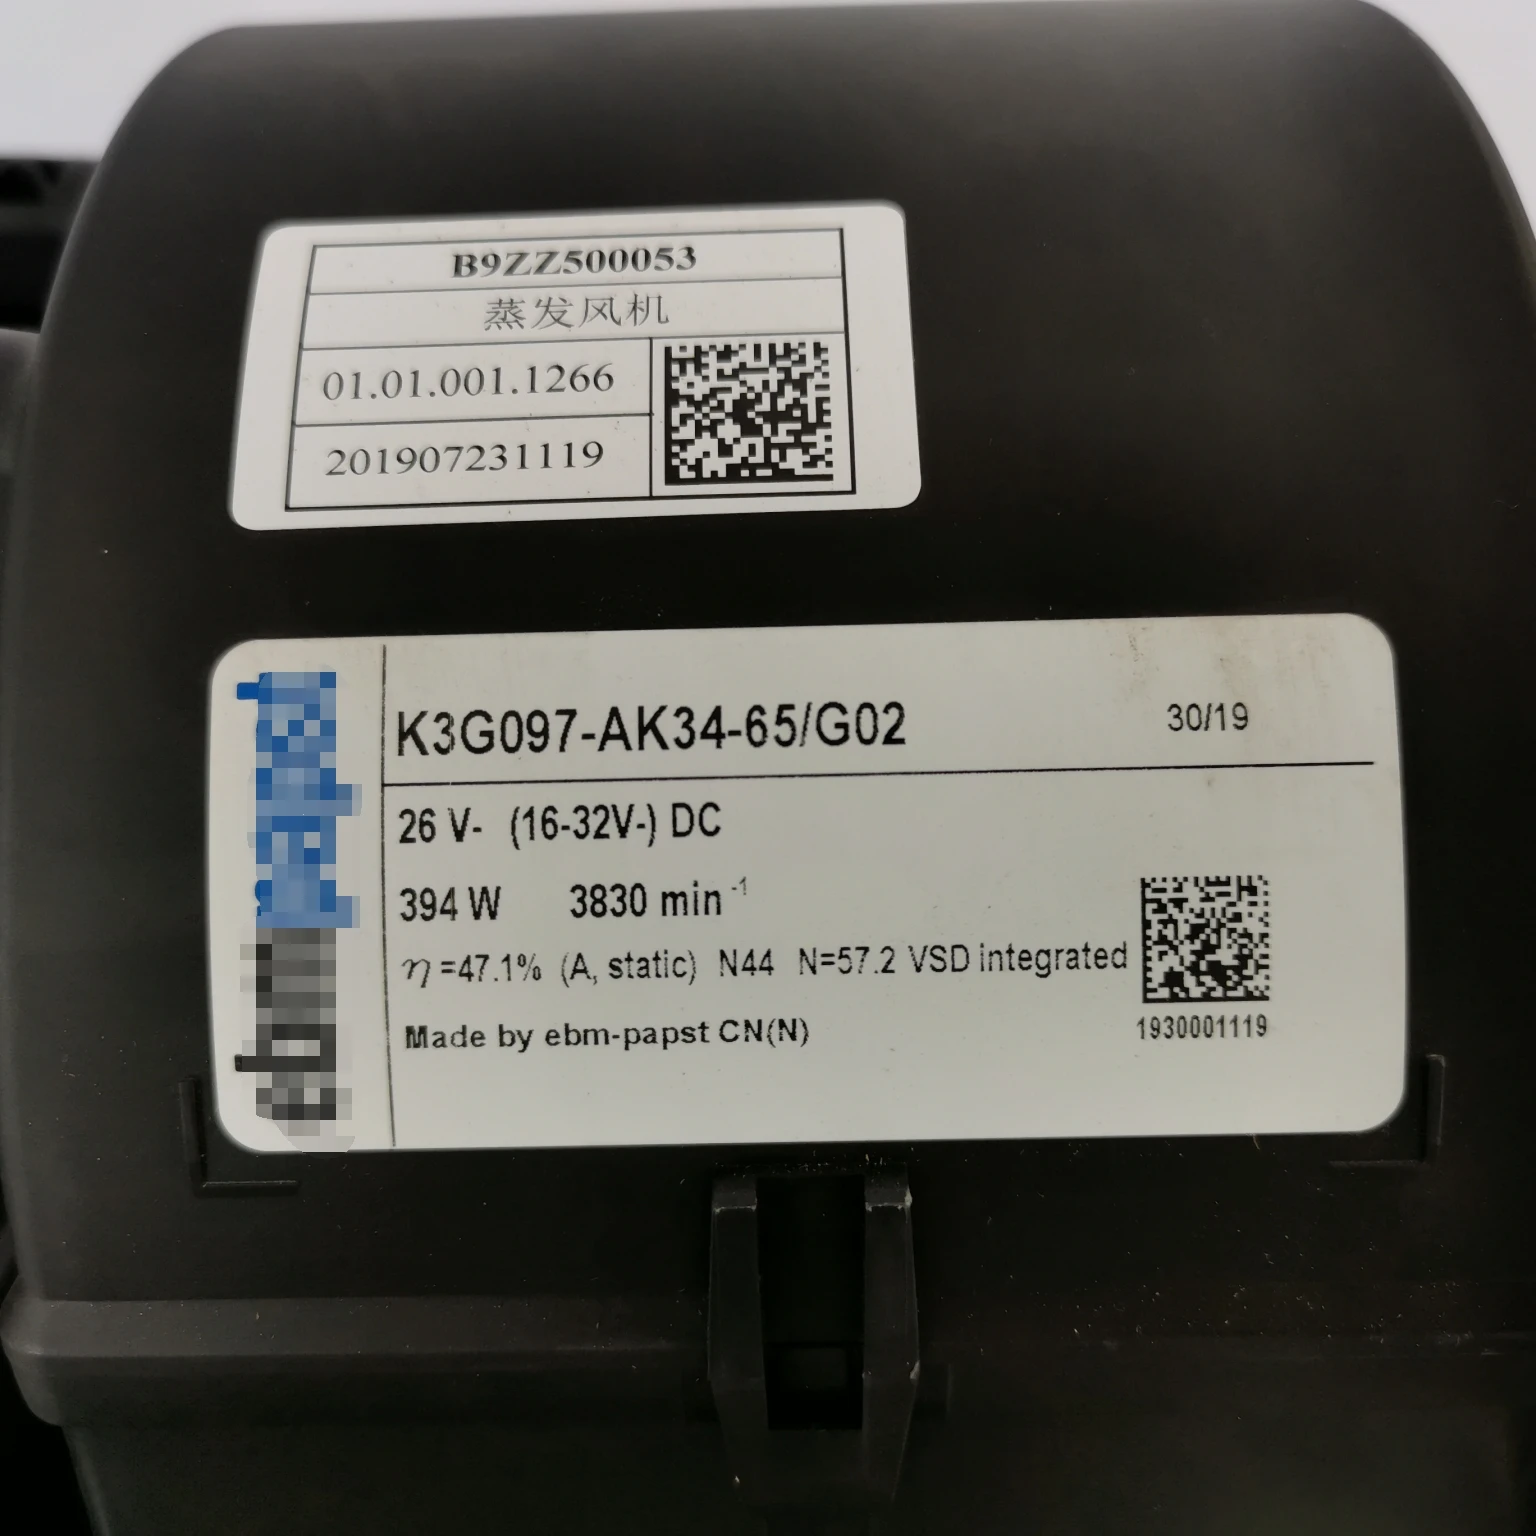 B9ZZ500053
蒸发风机
01.01.001.1266
201907231119
K3G097-AK34-65/G02
30/19
26 V- (16-32V-) DC
394 W 3830 min⁻¹
η=47.1% (A, static) N44 N=57.2 VSD integrated
1930001119
Made by ebm-papst CN(N)